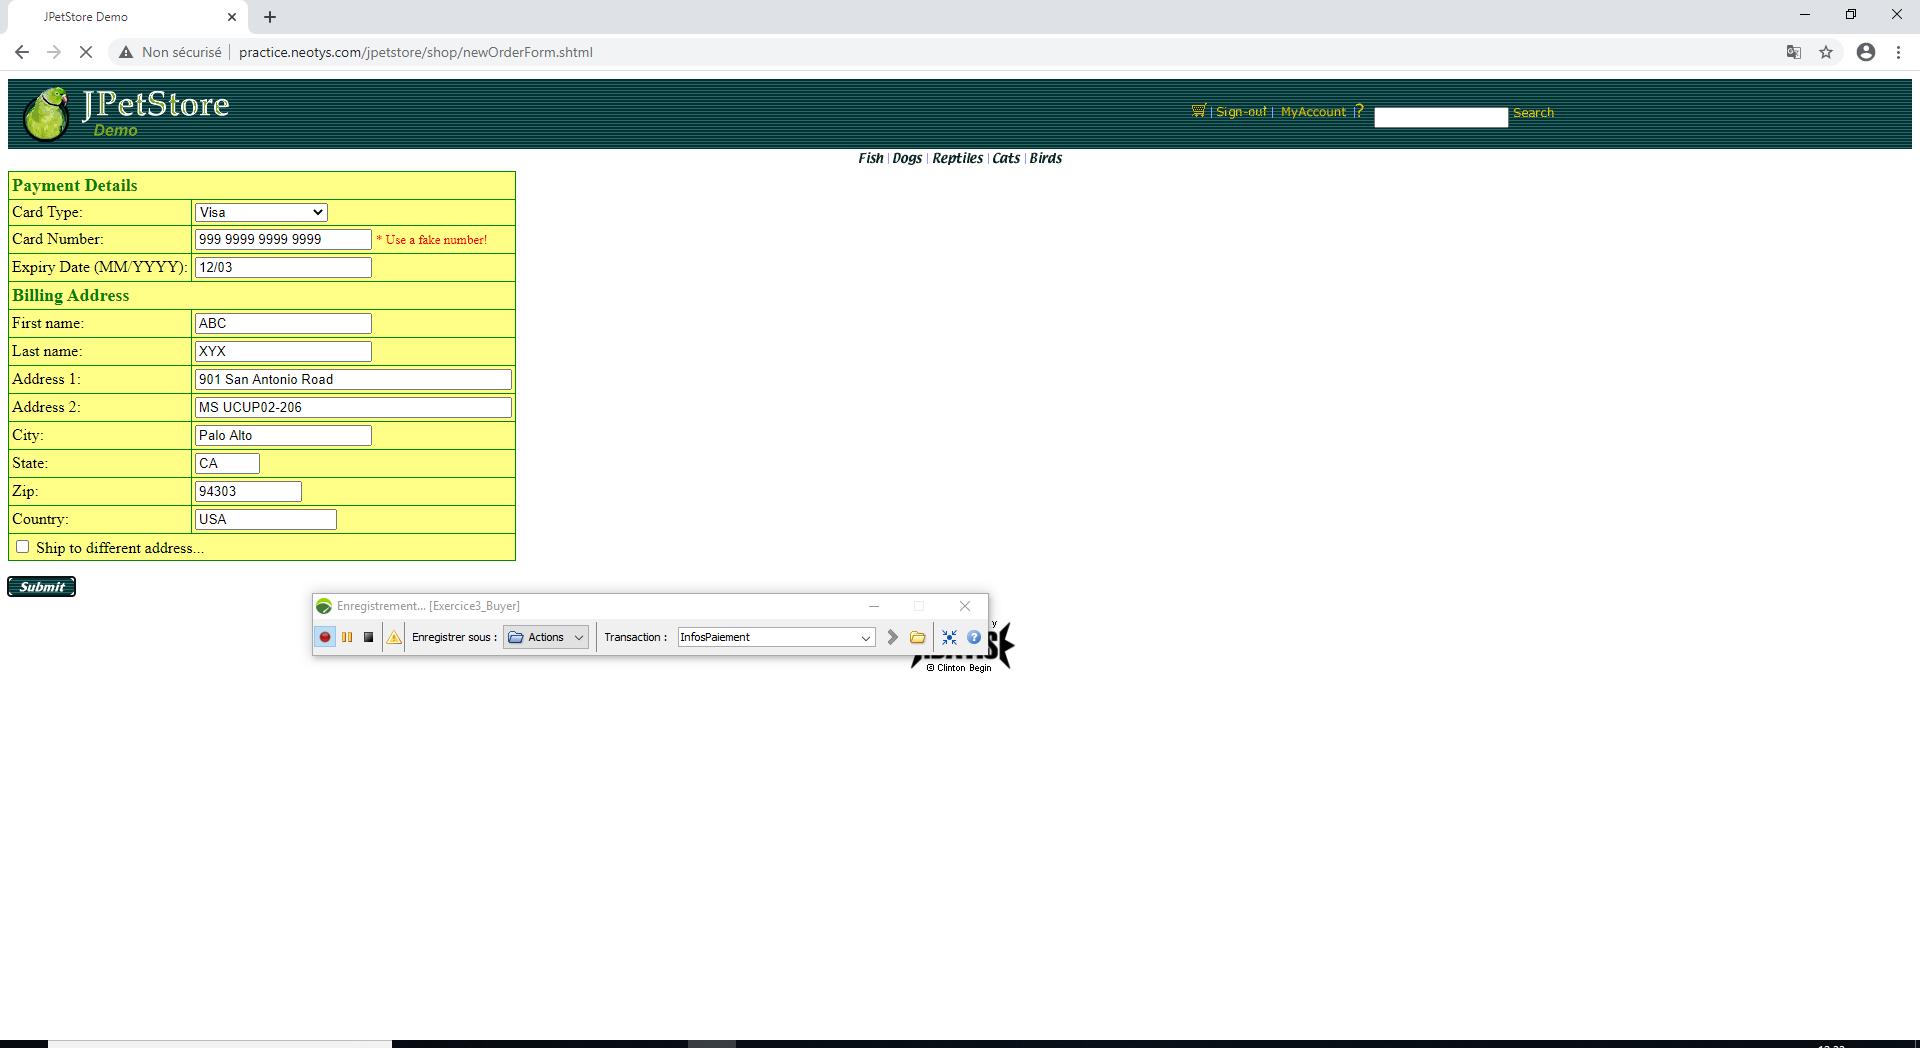 JPetStore Demo
Non sécurisé | practice.neotys.com/jpetstore/shop/newOrderForm.shtml
JPetStore
Demo
| Sign-out | MyAccount | ? Search
Fish | Dogs | Reptiles | Cats | Birds
Payment Details
Card Type: Visa
Card Number: 999 9999 9999 9999 * Use a fake number!
Expiry Date (MM/YYYY): 12/03
Billing Address
First name: ABC
Last name: XYX
Address 1: 901 San Antonio Road
Address 2: MS UCUP02-206
City: Palo Alto
State: CA
Zip: 94303
Country: USA
Ship to different address...
Submit
Enregistrement... [Exercice3_Buyer]
Enregistrer sous : Actions Transaction : InfosPaiement
y
© Clinton Begin